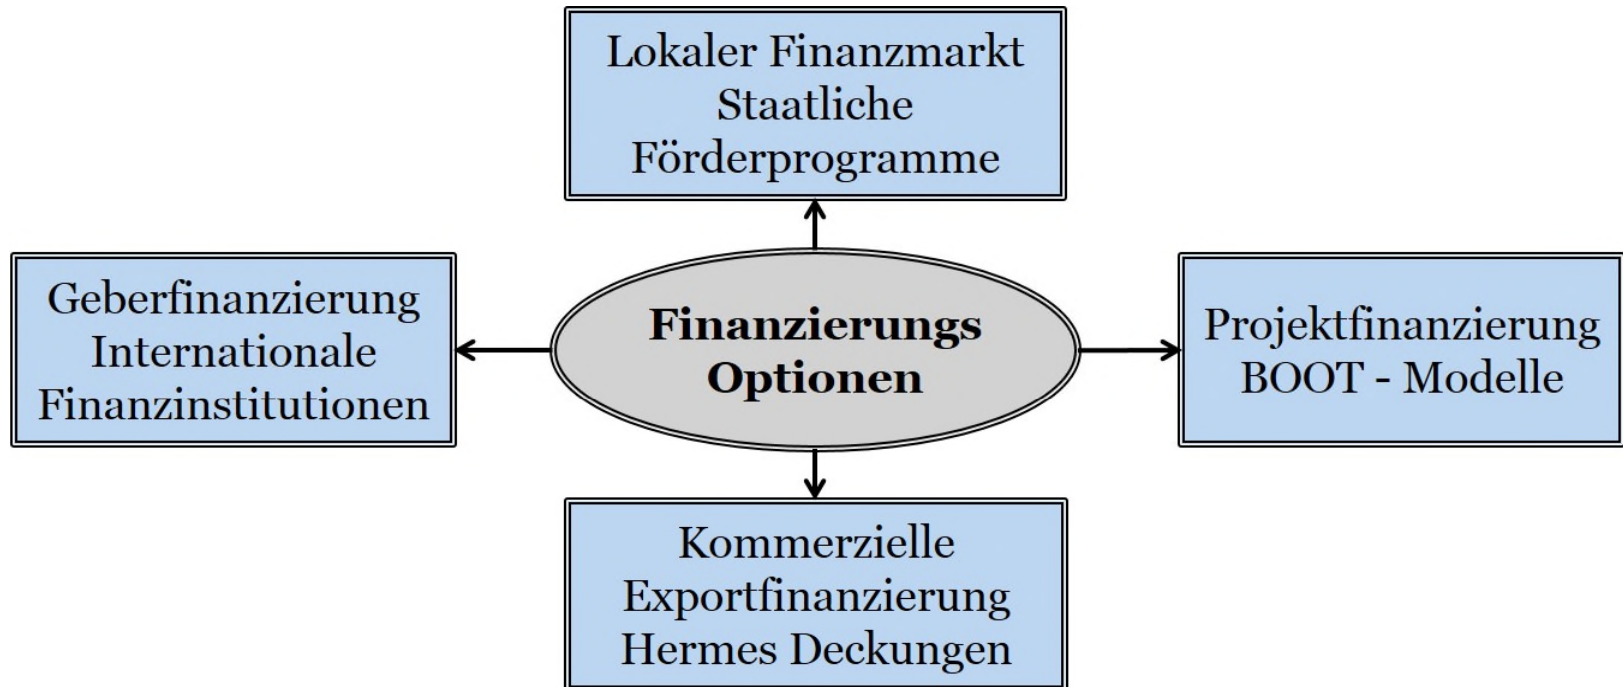 Lokaler Finanzmarkt
Staatliche
Förderprogramme
Geberfinanzierung
Internationale
Finanzinstitutionen
Finanzierungs
Optionen
Projektfinanzierung
BOOT - Modelle
Kommerzielle
Exportfinanzierung
Hermes Deckungen